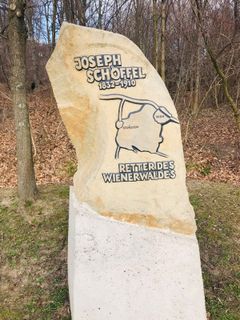 JOSEPH
SCHÖFFEL
1832-1910
RETTER DES
WIENERWALDES